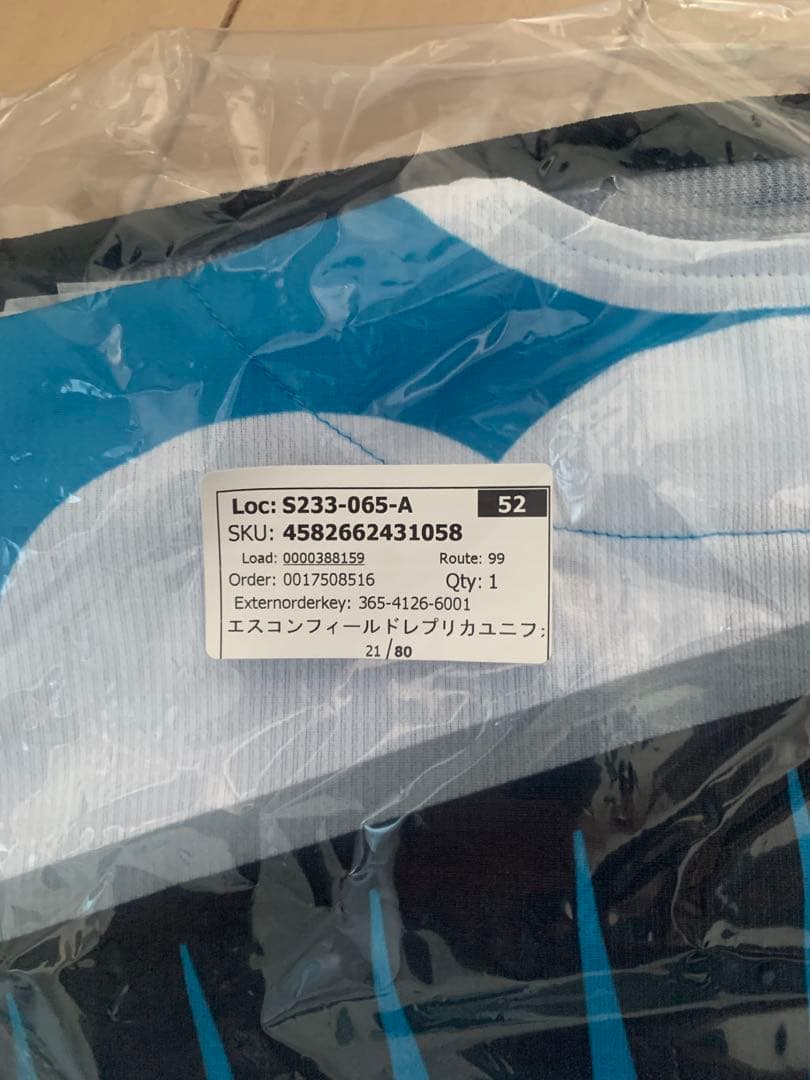 Loc: S233-065-A 52
SKU: 4582662431058
Load: 0000388159 Route: 99
Order: 0017508516 Qty: 1
Externorderkey: 365-4126-6001
エスコンフィールドレプリカユニフ
21/80